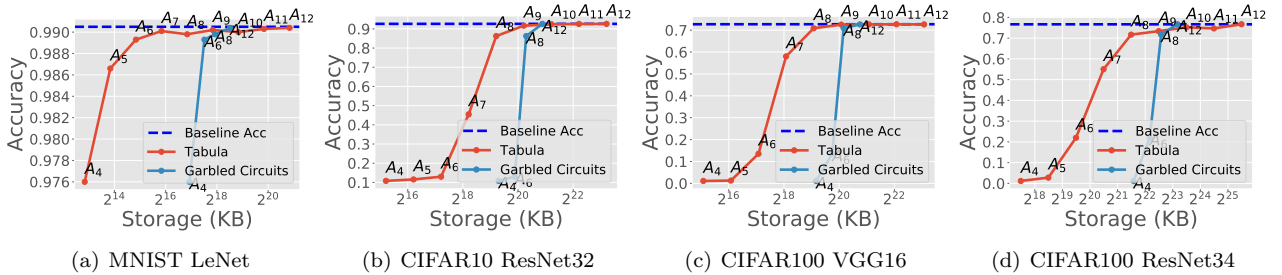 0.990
0.988
0.986
0.984
0.982
0.980
0.978
0.976
Accuracy
A4
A5
A6
A7
A8
A9
A10
A11
A12
A4
A6
A8
A12
Baseline Acc
Tabula
Garbled Circuits
2^14 2^16 2^18 2^20
Storage (KB)
(a) MNIST LeNet
0.9
0.8
0.7
0.6
0.5
0.4
0.3
0.2
0.1
Accuracy
A4
A5
A6
A7
A8
A9
A10
A11
A12
A4
A6
A8
A12
Baseline Acc
Tabula
Garbled Circuits
2^16 2^18 2^20 2^22
Storage (KB)
(b) CIFAR10 ResNet32
0.7
0.6
0.5
0.4
0.3
0.2
0.1
0.0
Accuracy
A4
A5
A6
A7
A8
A9
A10
A11
A12
A4
A6
A8
A12
Baseline Acc
Tabula
Garbled Circuits
2^16 2^18 2^20 2^22
Storage (KB)
(c) CIFAR100 VGG16
0.8
0.7
0.6
0.5
0.4
0.3
0.2
0.1
0.0
Accuracy
A4
A5
A6
A7
A8
A9
A10
A11
A12
A4
A6
A8
A12
Baseline Acc
Tabula
Garbled Circuits
2^18 2^19 2^20 2^21 2^22 2^23 2^24 2^25
Storage (KB)
(d) CIFAR100 ResNet34